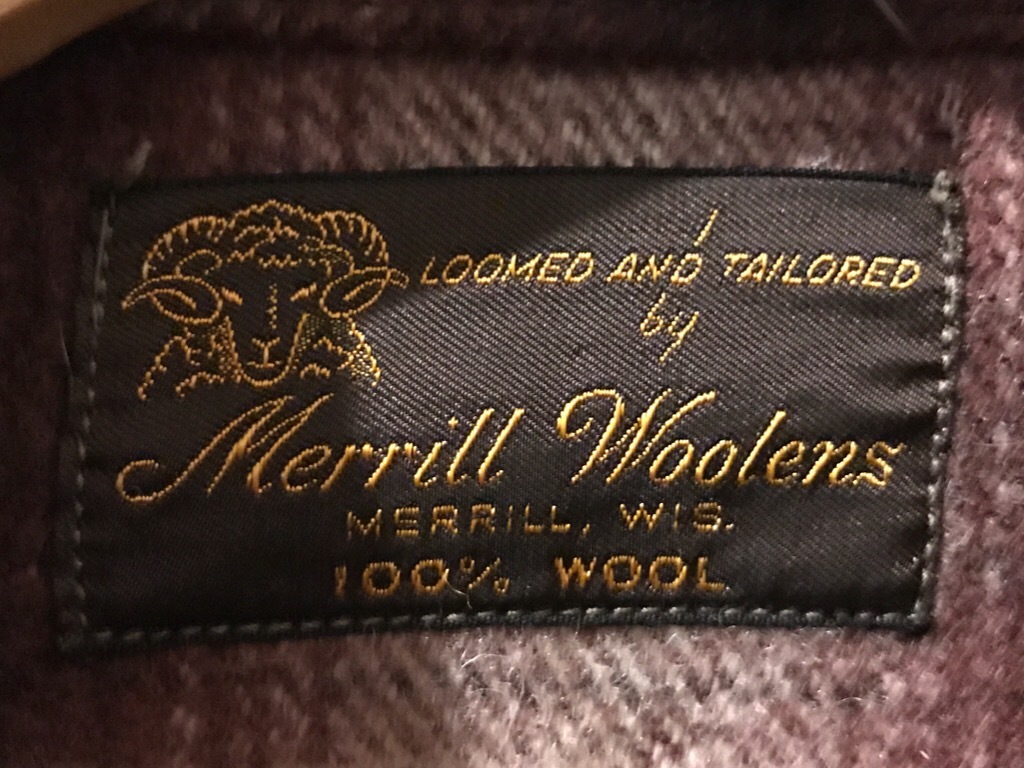 LOOMED AND TAILORED
by
Merrill Woolens
MERRILL, WIS.
100% WOOL